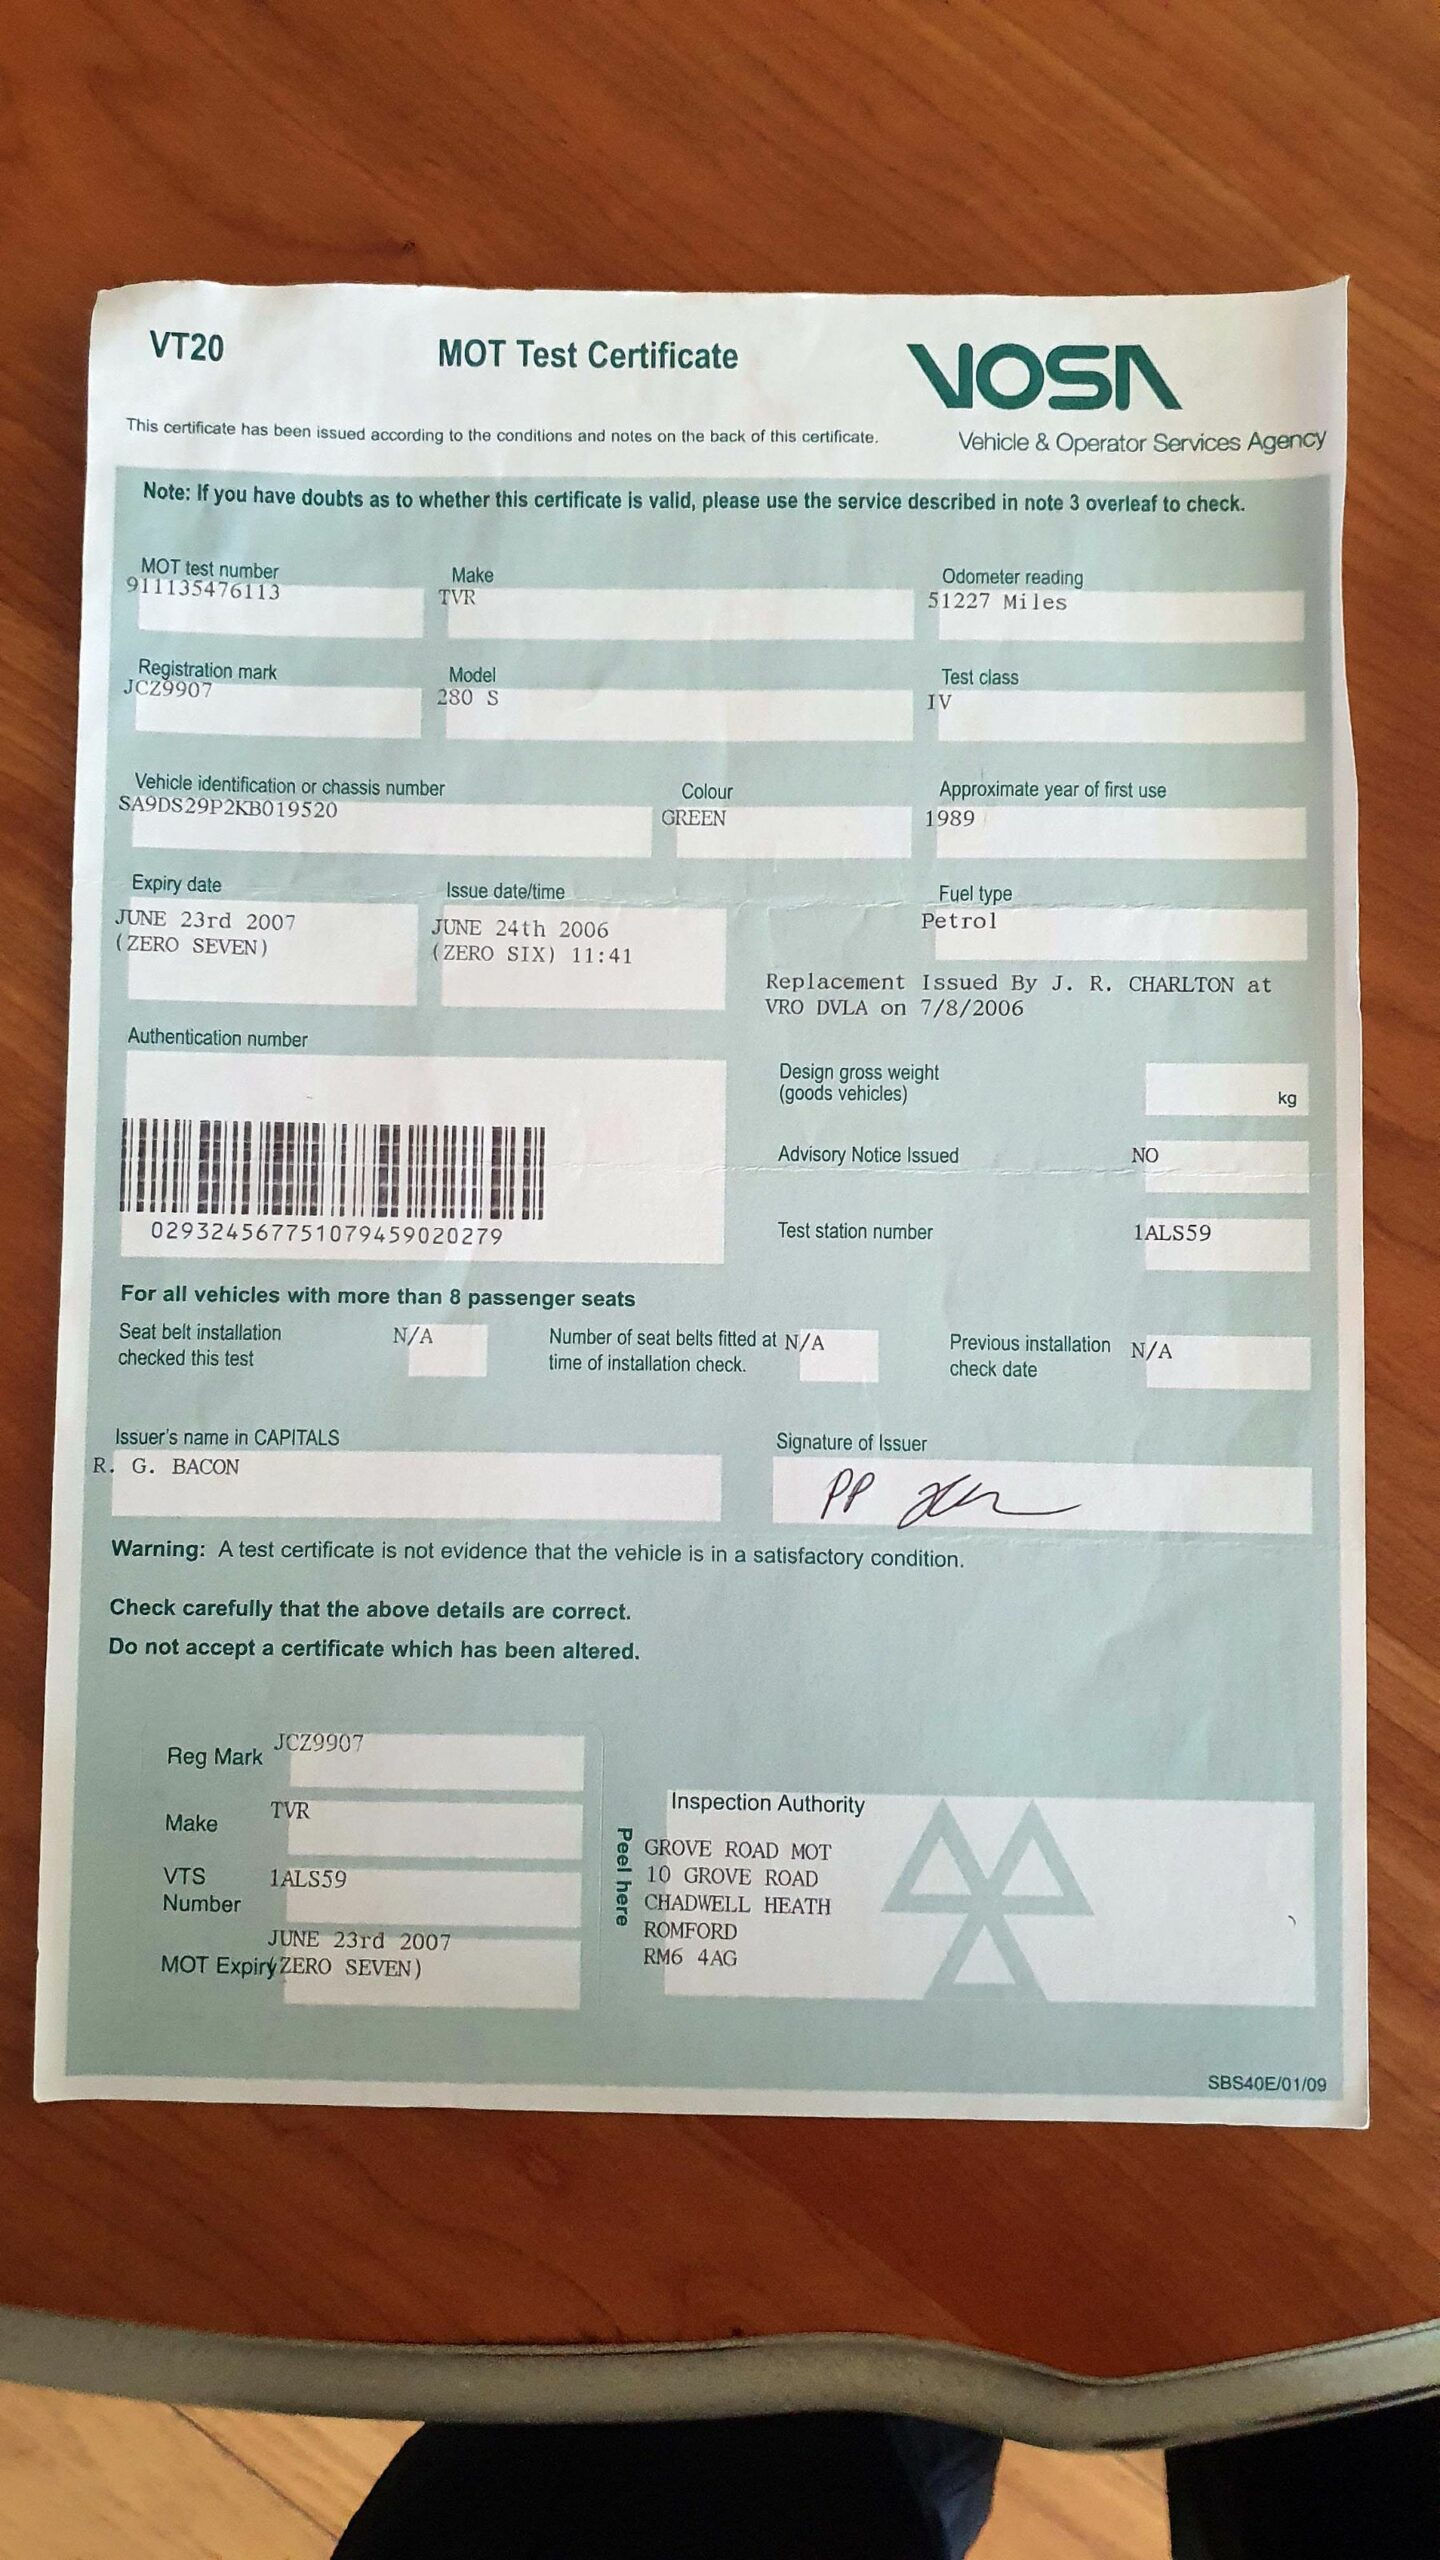 VT20
MOT Test Certificate
VOSA
This certificate has been issued according to the conditions and notes on the back of this certificate.
Vehicle & Operator Services Agency
Note: If you have doubts as to whether this certificate is valid, please use the service described in note 3 overleaf to check.
MOT test number
911135476113
Make
TVR
Odometer reading
51227 Miles
Registration mark
JCZ9907
Model
280 S
Test class
IV
Vehicle identification or chassis number
SA9DS29P2KB019520
Colour
GREEN
Approximate year of first use
1989
Expiry date
JUNE 23rd 2007
(ZERO SEVEN)
Issue date/time
JUNE 24th 2006
(ZERO SIX) 11:41
Fuel type
Petrol
Replacement Issued By J. R. CHARLTON at
VRO DVLA on 7/8/2006
Authentication number
029324567751079459020279
Design gross weight
(goods vehicles)
kg
Advisory Notice Issued
NO
Test station number
1ALS59
For all vehicles with more than 8 passenger seats
Seat belt installation
checked this test
N/A
Number of seat belts fitted at
time of installation check.
N/A
Previous installation
check date
N/A
Issuer's name in CAPITALS
R. G. BACON
Signature of Issuer
PP
Warning: A test certificate is not evidence that the vehicle is in a satisfactory condition.
Check carefully that the above details are correct.
Do not accept a certificate which has been altered.
Reg Mark
JCZ9907
Make
TVR
VTS
Number
1ALS59
MOT Expiry
JUNE 23rd 2007
(ZERO SEVEN)
Peel here
Inspection Authority
GROVE ROAD MOT
10 GROVE ROAD
CHADWELL HEATH
ROMFORD
RM6 4AG
SBS40E/01/09